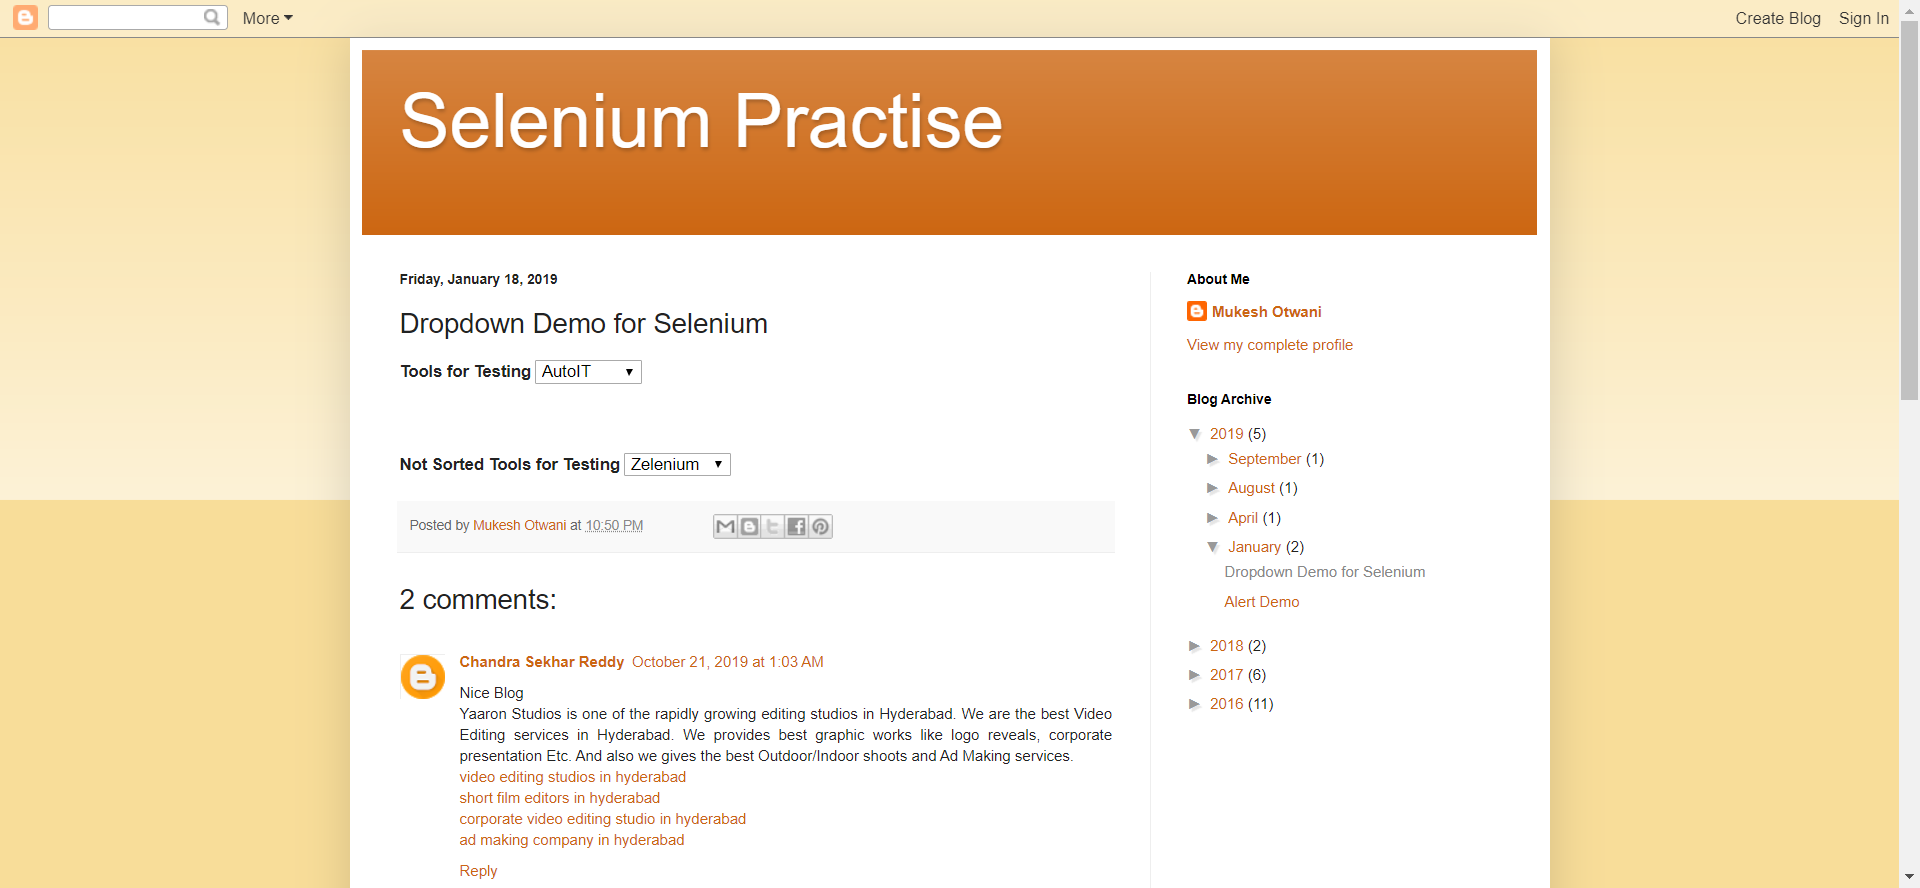 More
Create Blog Sign In
Selenium Practise
Friday, January 18, 2019
Dropdown Demo for Selenium
Tools for Testing AutoIT
Not Sorted Tools for Testing Zelenium
Posted by Mukesh Otwani at 10:50 PM
2 comments:
Chandra Sekhar Reddy October 21, 2019 at 1:03 AM
Nice Blog
Yaaron Studios is one of the rapidly growing editing studios in Hyderabad. We are the best Video
Editing services in Hyderabad. We provides best graphic works like logo reveals, corporate
presentation Etc. And also we gives the best Outdoor/Indoor shoots and Ad Making services.
video editing studios in hyderabad
short film editors in hyderabad
corporate video editing studio in hyderabad
ad making company in hyderabad
Reply
About Me
Mukesh Otwani
View my complete profile
Blog Archive
▼ 2019 (5)
► September (1)
► August (1)
► April (1)
▼ January (2)
Dropdown Demo for Selenium
Alert Demo
► 2018 (2)
► 2017 (6)
► 2016 (11)